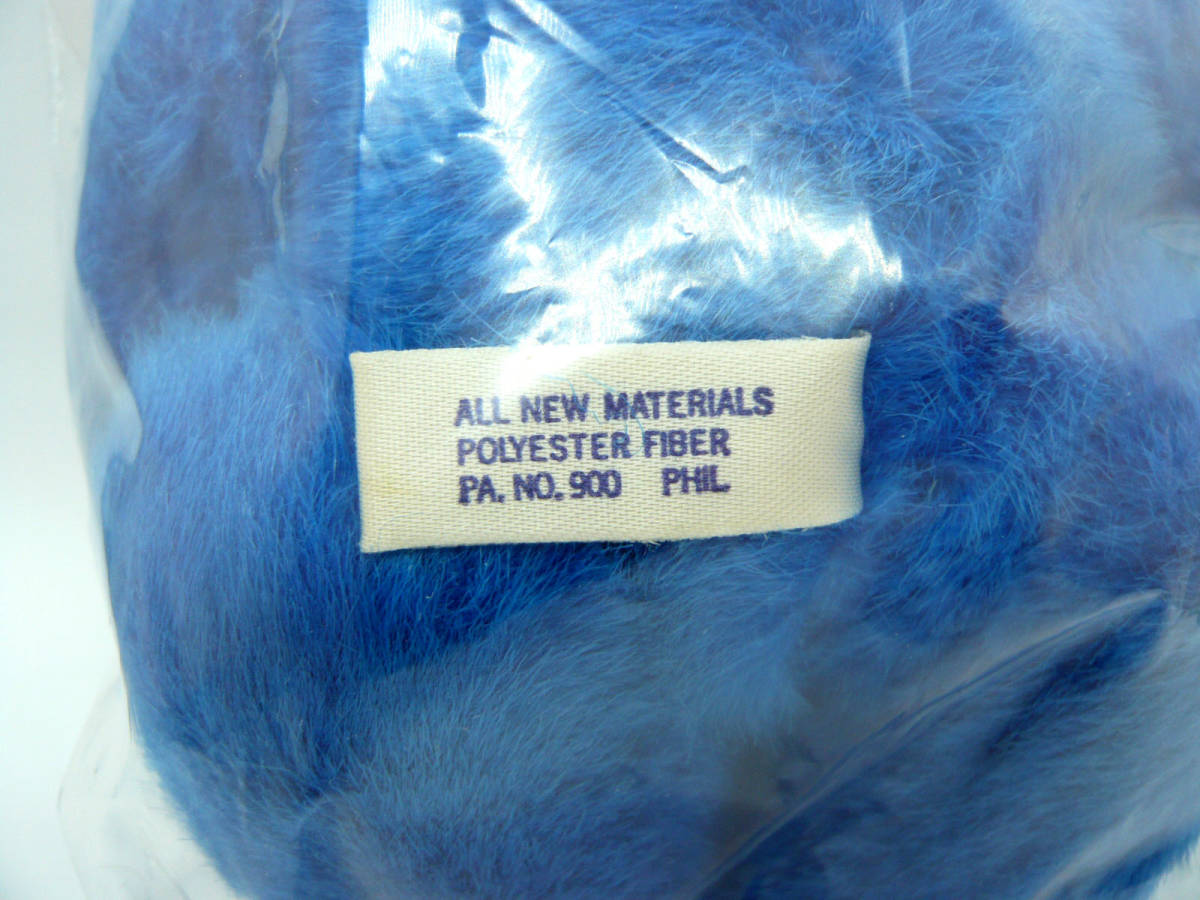 ALL NEW MATERIALS
POLYESTER FIBER
PA. NO. 900 PHIL.